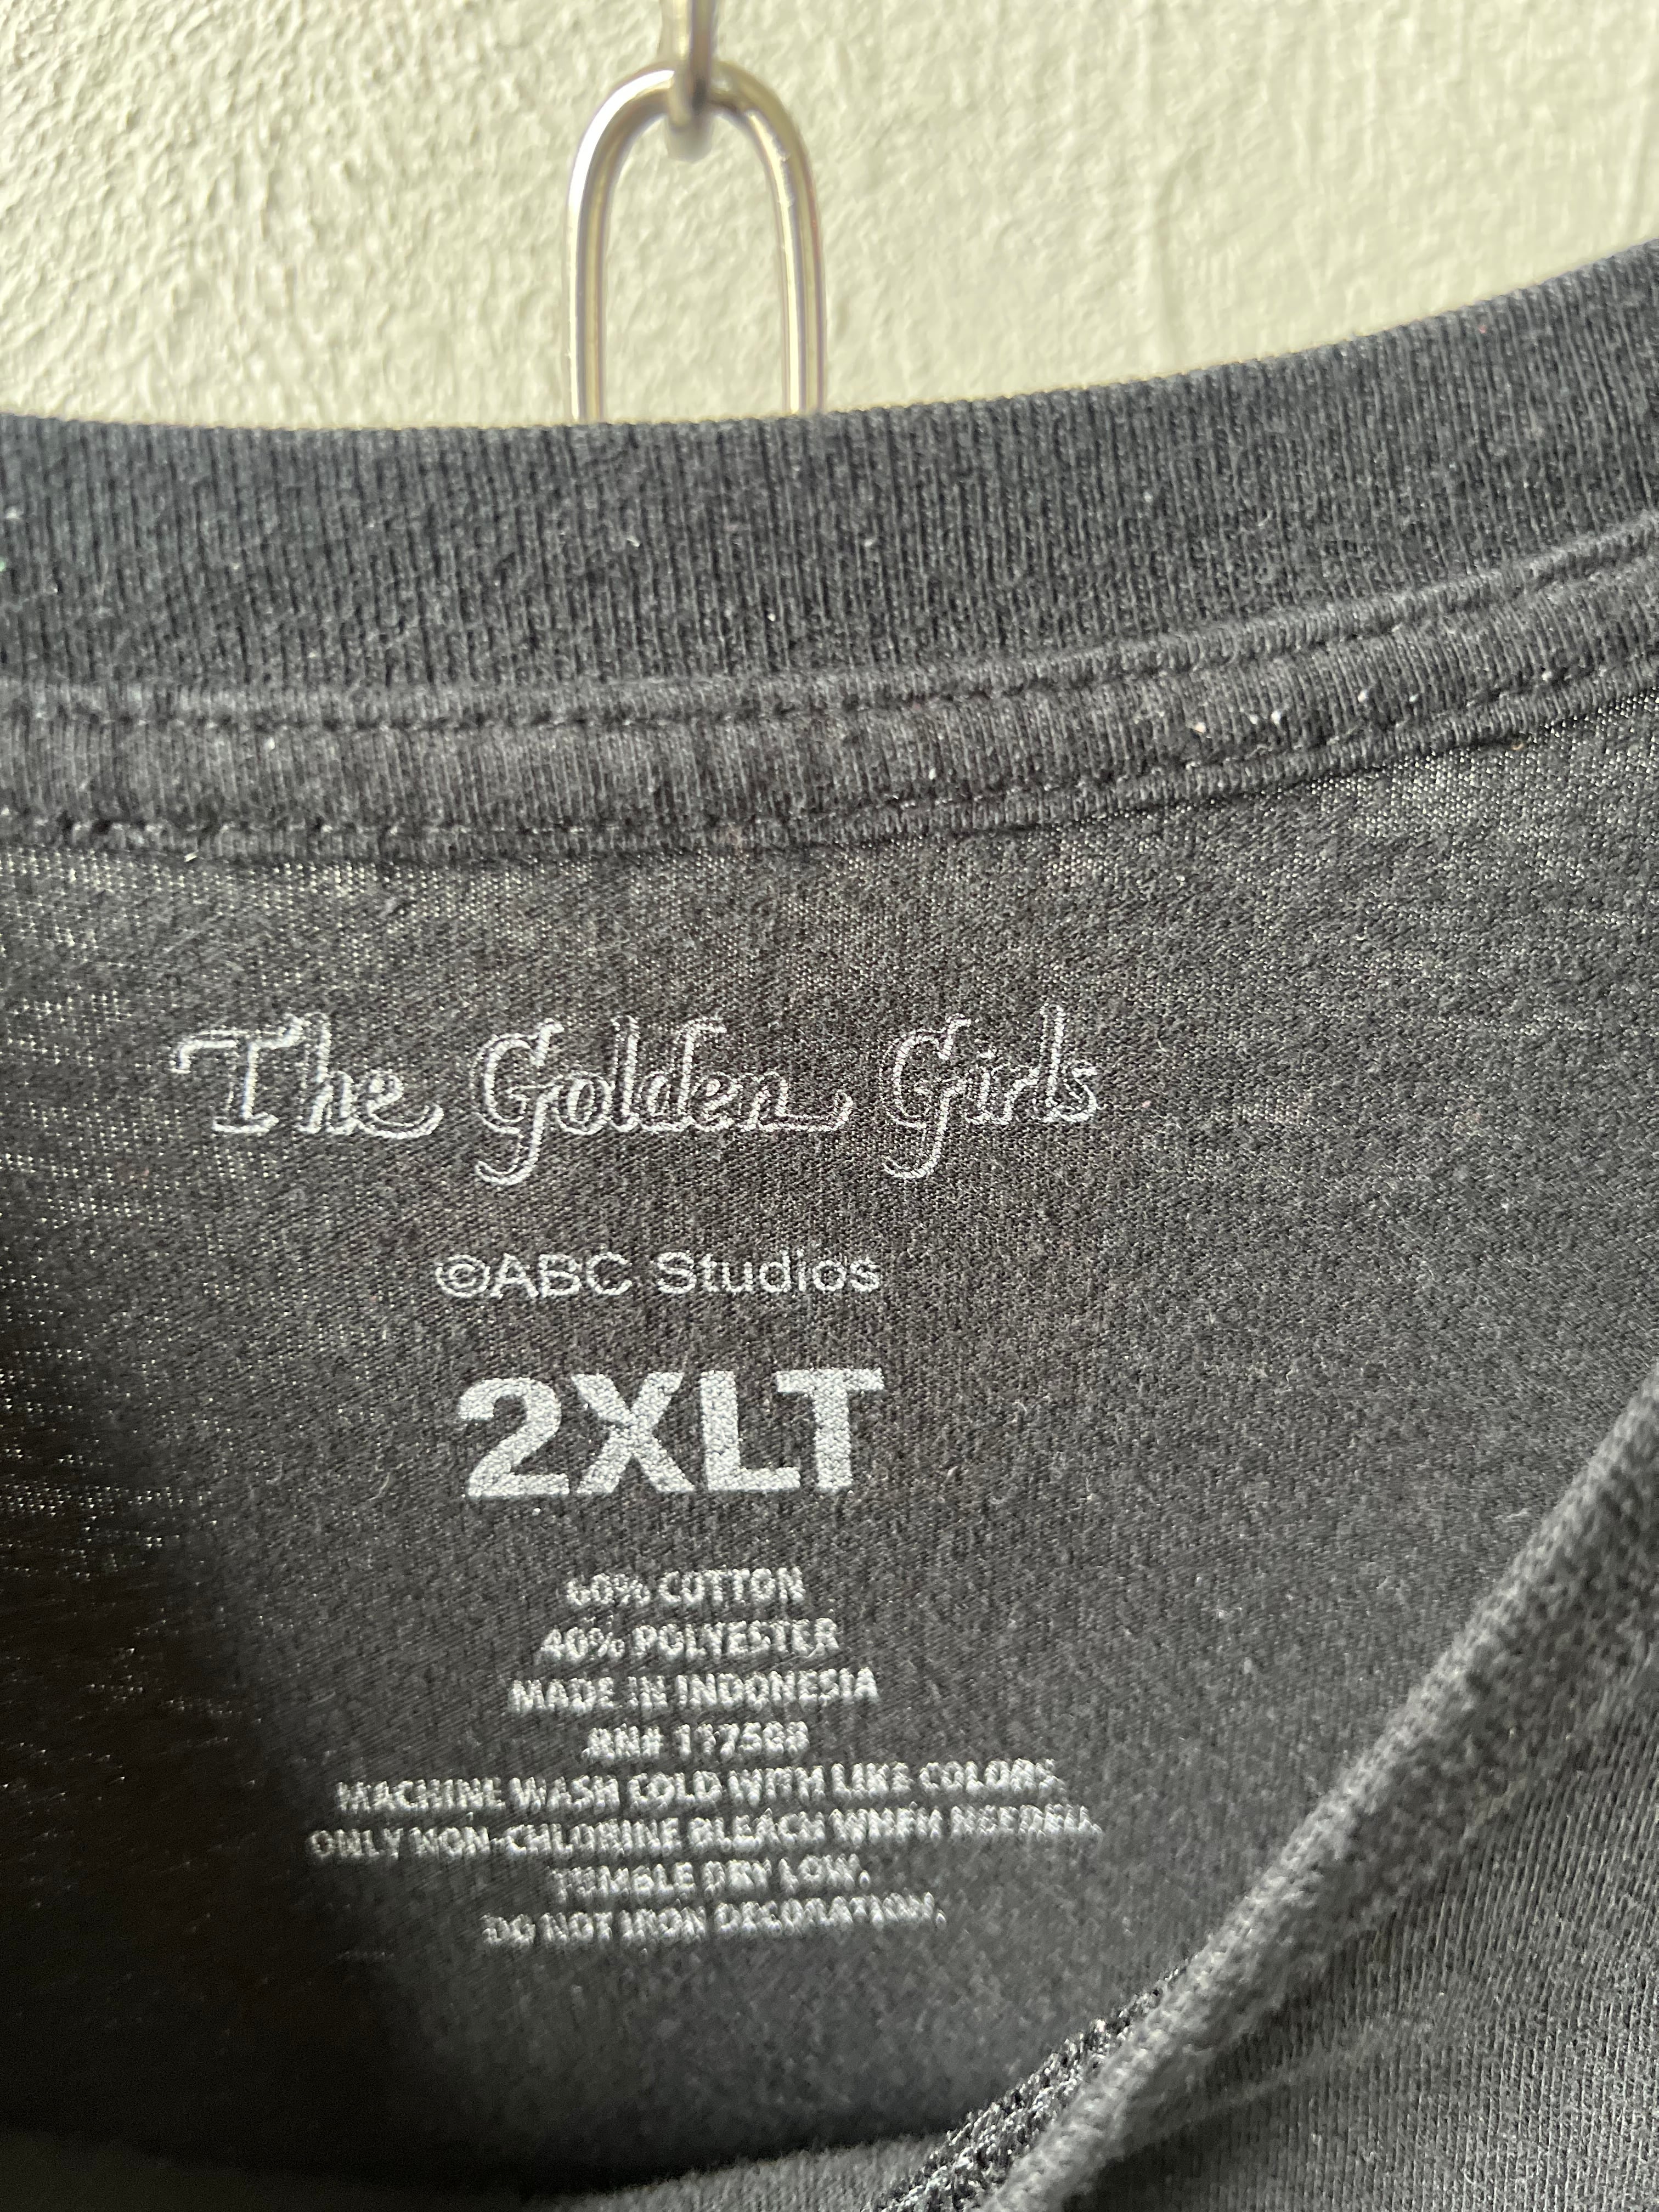 The Golden Girls
©ABC Studios
2XLT
60% COTTON
40% POLYESTER
MADE IN INDONESIA
MACHINE WASH COLD WITH LIKE COLORS.
ONLY NON-CHLORINE BLEACH WHEN NEEDED.
TUMBLE DRY LOW.
DO NOT IRON DECORATION.